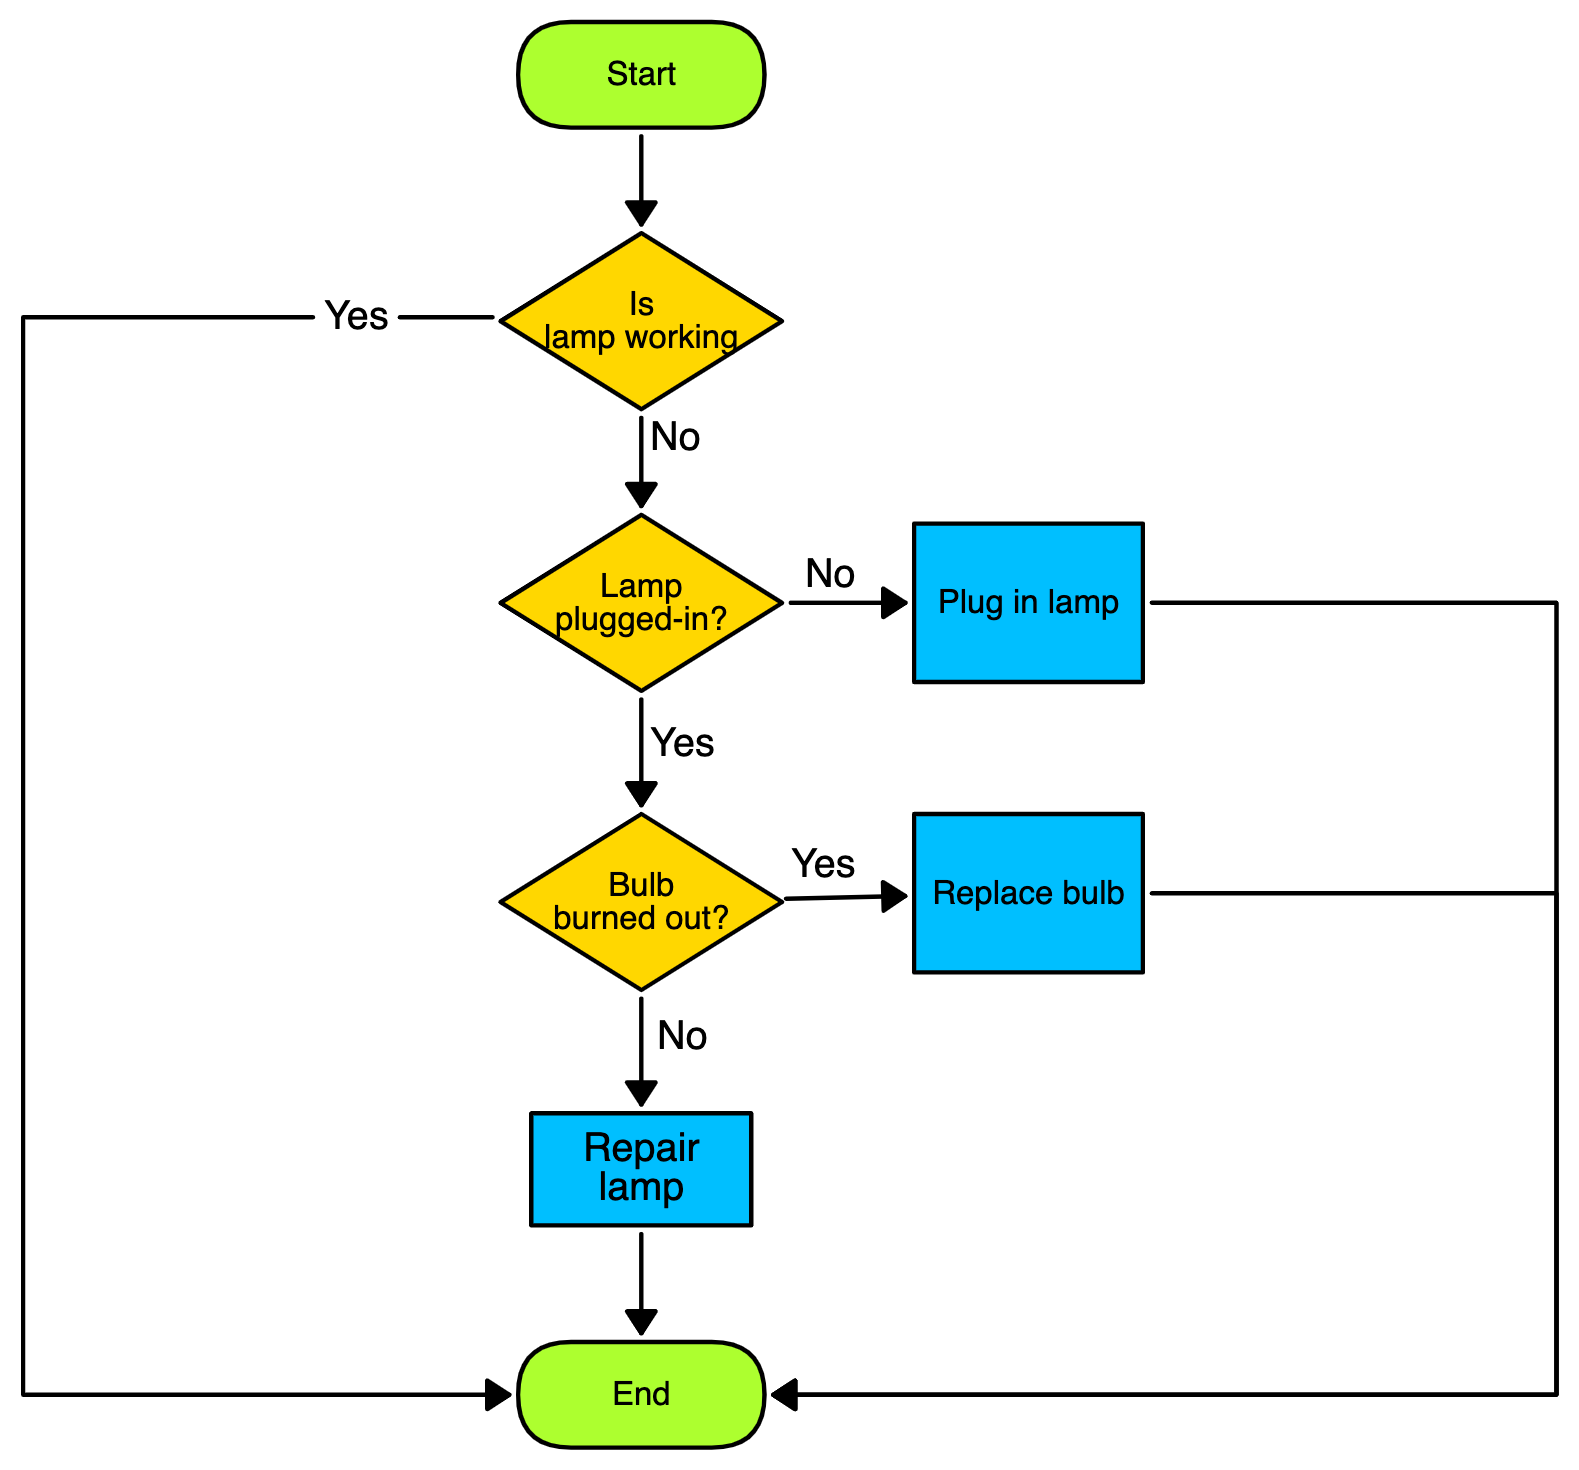 Start
Is
lamp working
Yes
No
Lamp
plugged-in?
No
Plug in lamp
Yes
Bulb
burned out?
Yes
Replace bulb
No
Repair
lamp
End